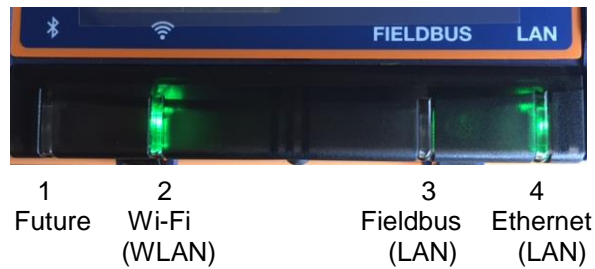 FIELDBUS LAN
1 2 3 4
Future Wi-Fi Fieldbus Ethernet
(WLAN) (LAN) (LAN)